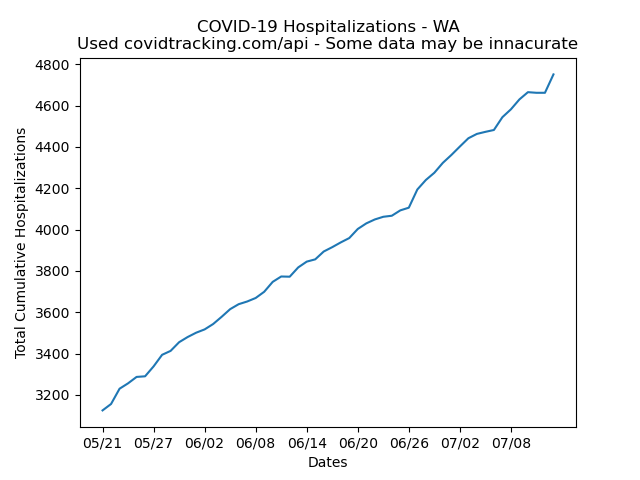 COVID-19 Hospitalizations - WA
Used covidtracking.com/api - Some data may be innacurate
4800
4600
4400
4200
4000
3800
3600
3400
3200
Total Cumulative Hospitalizations
05/21 05/27 06/02 06/08 06/14 06/20 06/26 07/02 07/08
Dates